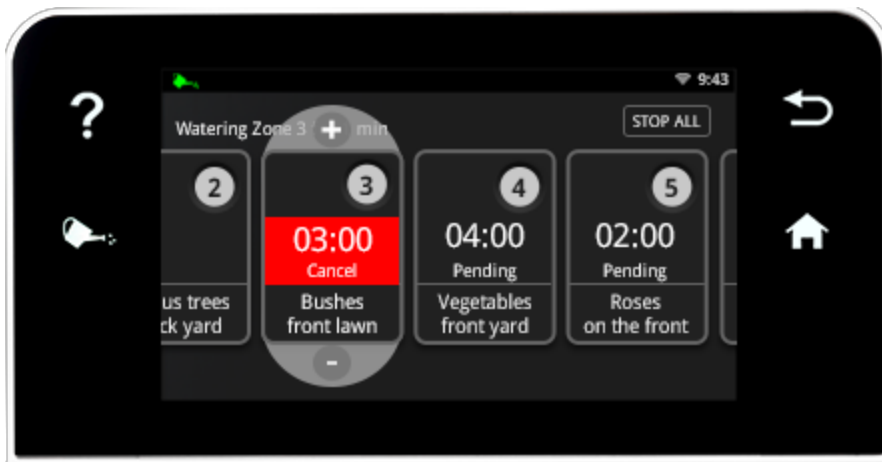 9:43
Watering Zone 3 min
STOP ALL
2
3
4
5
03:00
04:00
02:00
Cancel
Pending
Pending
us trees
ck yard
Bushes
front lawn
Vegetables
front yard
Roses
on the front